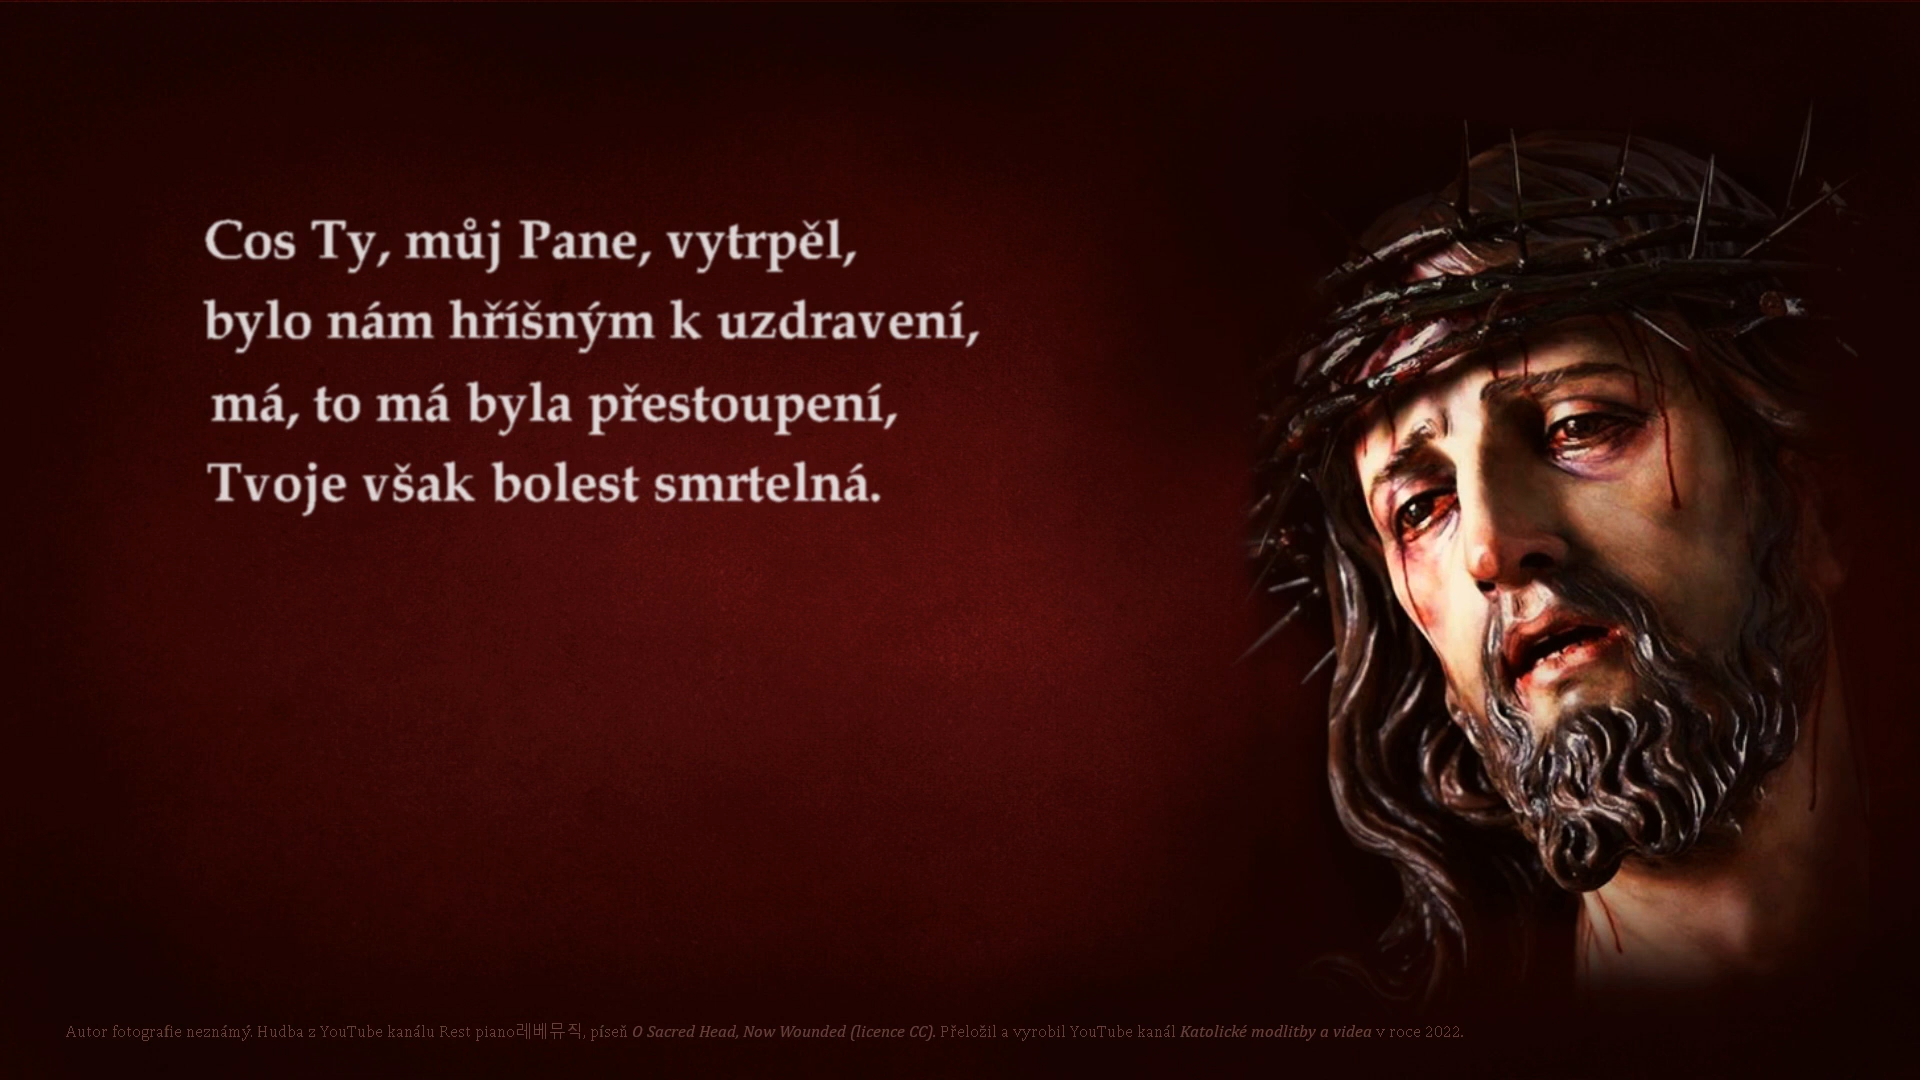 Cos Ty, můj Pane, vytrpěl,
bylo nám hříšným k uzdravení,
má, to má byla přestoupení,
Tvoje však bolest smrtelná.
Autor fotografie neznámý. Hudba z YouTube kanálu Rest piano레베뮤직, píseň O Sacred Head, Now Wounded (licence CC). Přeložil a vyrobil YouTube kanál Katolické modlitby a videa v roce 2022.